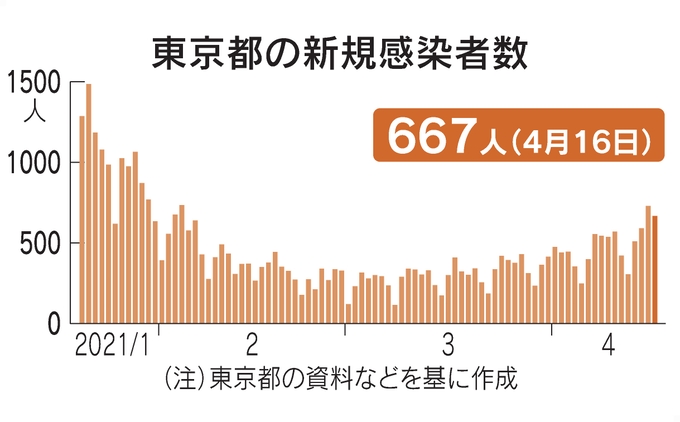 東京都の新規感染者数
1500
人
667人（4月16日）
1000
500
0
2021/1 2 3 4
（注）東京都の資料などを基に作成